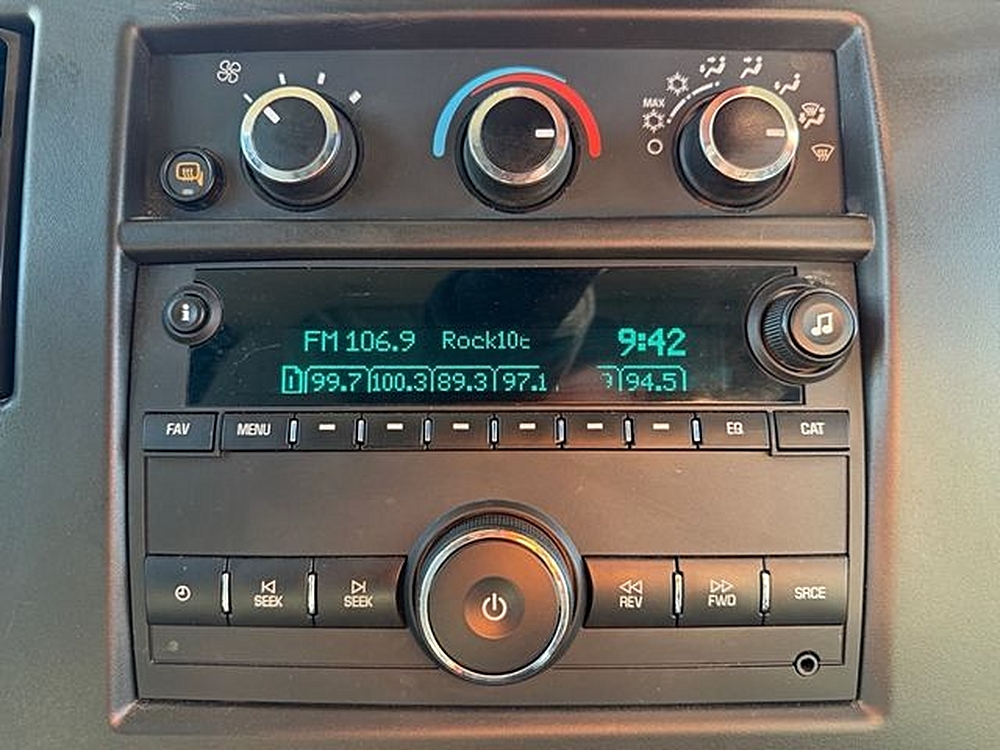 MAX
i
FM 106.9 Rock10 9:42
1 99.7 100.3 89.3 97.1 94.5
FAV MENU EQ CAT
SEEK SEEK REV FWD SRCE